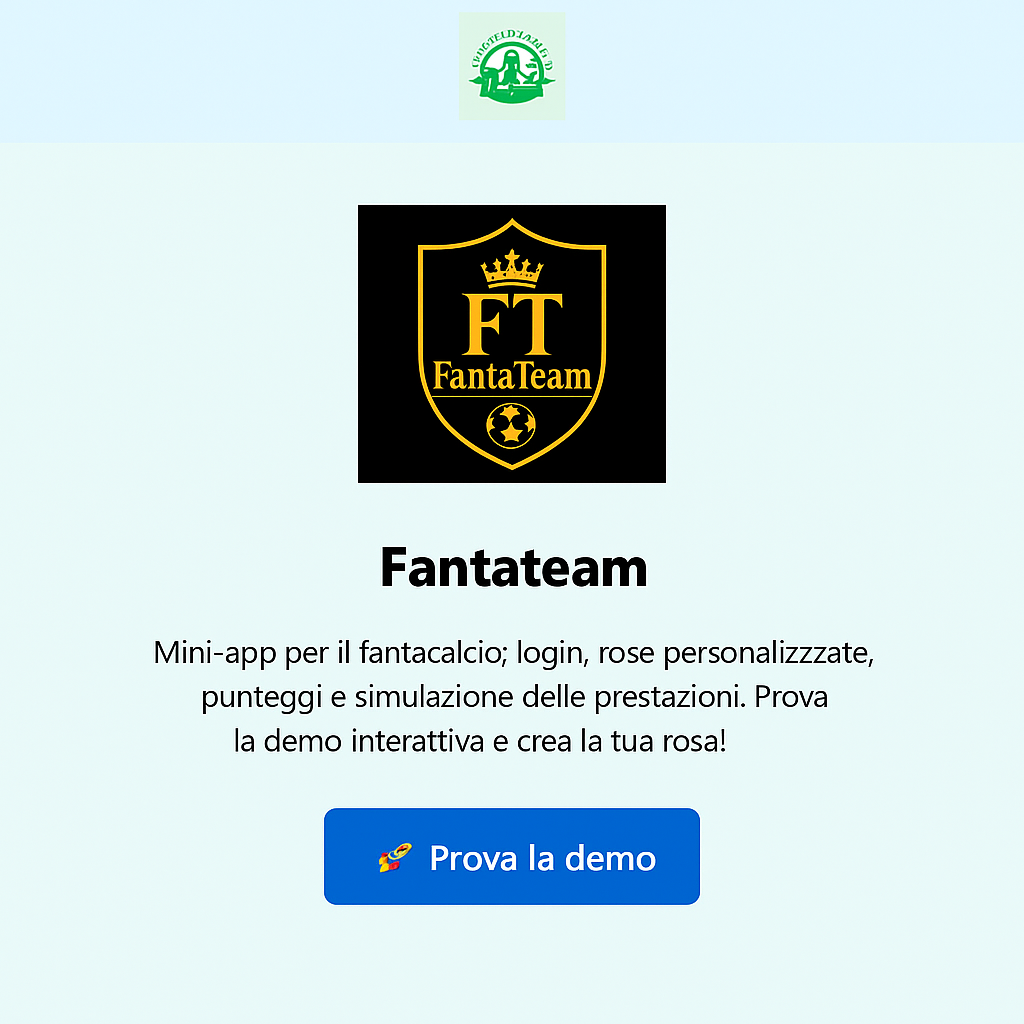 FT
FantaTeam
Fantateam
Mini-app per il fantacalcio; login, rose personalizzzate,
punteggi e simulazione delle prestazioni. Prova
la demo interattiva e crea la tua rosa!
Prova la demo